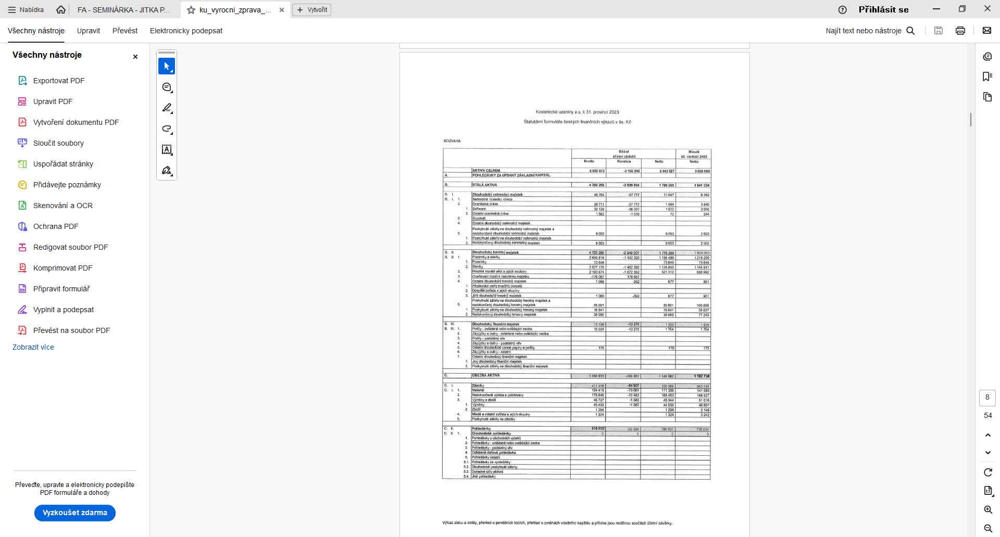 Nabídka
FA - SEMINÁRKA - JITKA P...
ku_vyrocni_zprava_...
Vytvořit
Přihlásit se
Všechny nástroje
Upravit
Převést
Elektronicky podepsat
Najít text nebo nástroje
Všechny nástroje
Exportovat PDF
Upravit PDF
Vytvoření dokumentu PDF
Sloučit soubory
Uspořádat stránky
Přidávejte poznámky
Skenování a OCR
Ochrana PDF
Redigovat soubor PDF
Komprimovat PDF
Připravit formulář
Vyplnit a podepsat
Převést na soubor PDF
Zobrazit více
Převeďte, upravte a elektronicky podepište
PDF formuláře a dohody
Vyzkoušet zdarma
Kostelecké uzeniny a.s. k 31. prosinci 2023
Statutární formuláře českých finančních výkazů v tis. Kč
ROZVAHA
Běžné Minulé
účetní období úč. období 2022
Brutto Korekce Netto Netto
AKTIVA CELKEM 6 050 872 -3 106 945 2 943 927 3 028 068
A. POHLEDÁVKY ZA UPSANÝ ZÁKLADNÍ KAPITÁL
B. STÁLÁ AKTIVA 4 789 259 -2 999 994 1 789 265 1 841 334
B. I. Dlouhodobý nehmotný majetek 48 764 -37 717 11 047 6 342
B. I. 1. Nehmotné výsledky vývoje
2. Ocenitelná práva 39 711 -37 717 1 994 3 840
1. Software 38 129 -36 207 1 922 3 596
2. Ostatní ocenitelná práva 1 582 -1 510 72 244
3. Goodwill
4. Ostatní dlouhodobý nehmotný majetek
Poskytnuté zálohy na dlouhodobý nehmotný majetek a
5. nedokončený dlouhodobý nehmotný majetek 9 053 9 053 2 502
1. Poskytnuté zálohy na dlouhodobý nehmotný majetek
2. Nedokončený dlouhodobý nehmotný majetek 9 053 9 053 2 502
B. II. Dlouhodobý hmotný majetek 4 725 296 -2 949 007 1 776 289 1 833 063
B. II. 1. Pozemky a stavby 2 650 819 -1 452 320 1 198 499 1 219 290
1. Pozemky 73 649 73 649 73 649
2. Stavby 2 577 170 -1 452 320 1 124 850 1 145 641
2. Hmotné movité věci a jejich soubory 2 193 674 -1 672 362 521 312 506 992
3. Oceňovací rozdíl k nabytému majetku -176 067 176 067
4. Ostatní dlouhodobý hmotný majetek 1 069 -392 677 901
1. Pěstitelské celky trvalých porostů
2. Dospělá zvířata a jejich skupiny
3. Jiný dlouhodobý hmotný majetek 1 069 -392 677 901
Poskytnuté zálohy na dlouhodobý hmotný majetek a
5. nedokončený dlouhodobý hmotný majetek 55 801 55 801 105 880
1. Poskytnuté zálohy na dlouhodobý hmotný majetek 16 841 16 841 28 637
2. Nedokončený dlouhodobý hmotný majetek 38 960 38 960 77 243
B. III. Dlouhodobý finanční majetek -13 270 1 929 1 929
B. III. 1. Podíly - ovládaná nebo ovládající osoba 15 024 -13 270 1 754 1 754
2. Zápůjčky a úvěry - ovládaná nebo ovládající osoba
3. Podíly - podstatný vliv
4. Zápůjčky a úvěry - podstatný vliv
5. Ostatní dlouhodobé cenné papíry a podíly 175 175 175
6. Zápůjčky a úvěry - ostatní
7. Ostatní dlouhodobý finanční majetek
1. Jiný dlouhodobý finanční majetek
2. Poskytnuté zálohy na dlouhodobý finanční majetek
C. OBĚŽNÁ AKTIVA 1 256 933 -106 951 1 149 982 1 182 738
C. I. Zásoby 411 416 -84 927 326 489 363 190
C. I. 1. Materiál 184 419 -73 061 111 358 141 995
2. Nedokončená výroba a polotovary 178 946 -10 483 168 463 166 937
3. Výrobky a zboží 46 727 -1 383 45 344 51 016
1. Výrobky 45 433 -1 383 44 050 48 867
2. Zboží 1 294 1 294 2 149
4. Mladá a ostatní zvířata a jejich skupiny 1 324 1 324 3 242
5. Poskytnuté zálohy na zásoby
C. II. Pohledávky 818 955 -22 024 796 931 728 034
C. II. 1. Dlouhodobé pohledávky 0 0 0 0
1. Pohledávky z obchodních vztahů
2. Pohledávky - ovládaná nebo ovládající osoba
3. Pohledávky - podstatný vliv
4. Odložená daňová pohledávka
5. Pohledávky ostatní
5.1. Pohledávky za společníky
5.2. Dlouhodobé poskytnuté zálohy
5.3. Dohadné účty aktivní
5.4. Jiné pohledávky
Výkaz zisku a ztráty, přehled o peněžních tocích, přehled o změnách vlastního kapitálu a příloha jsou nedílnou součástí účetní závěrky.
8
54